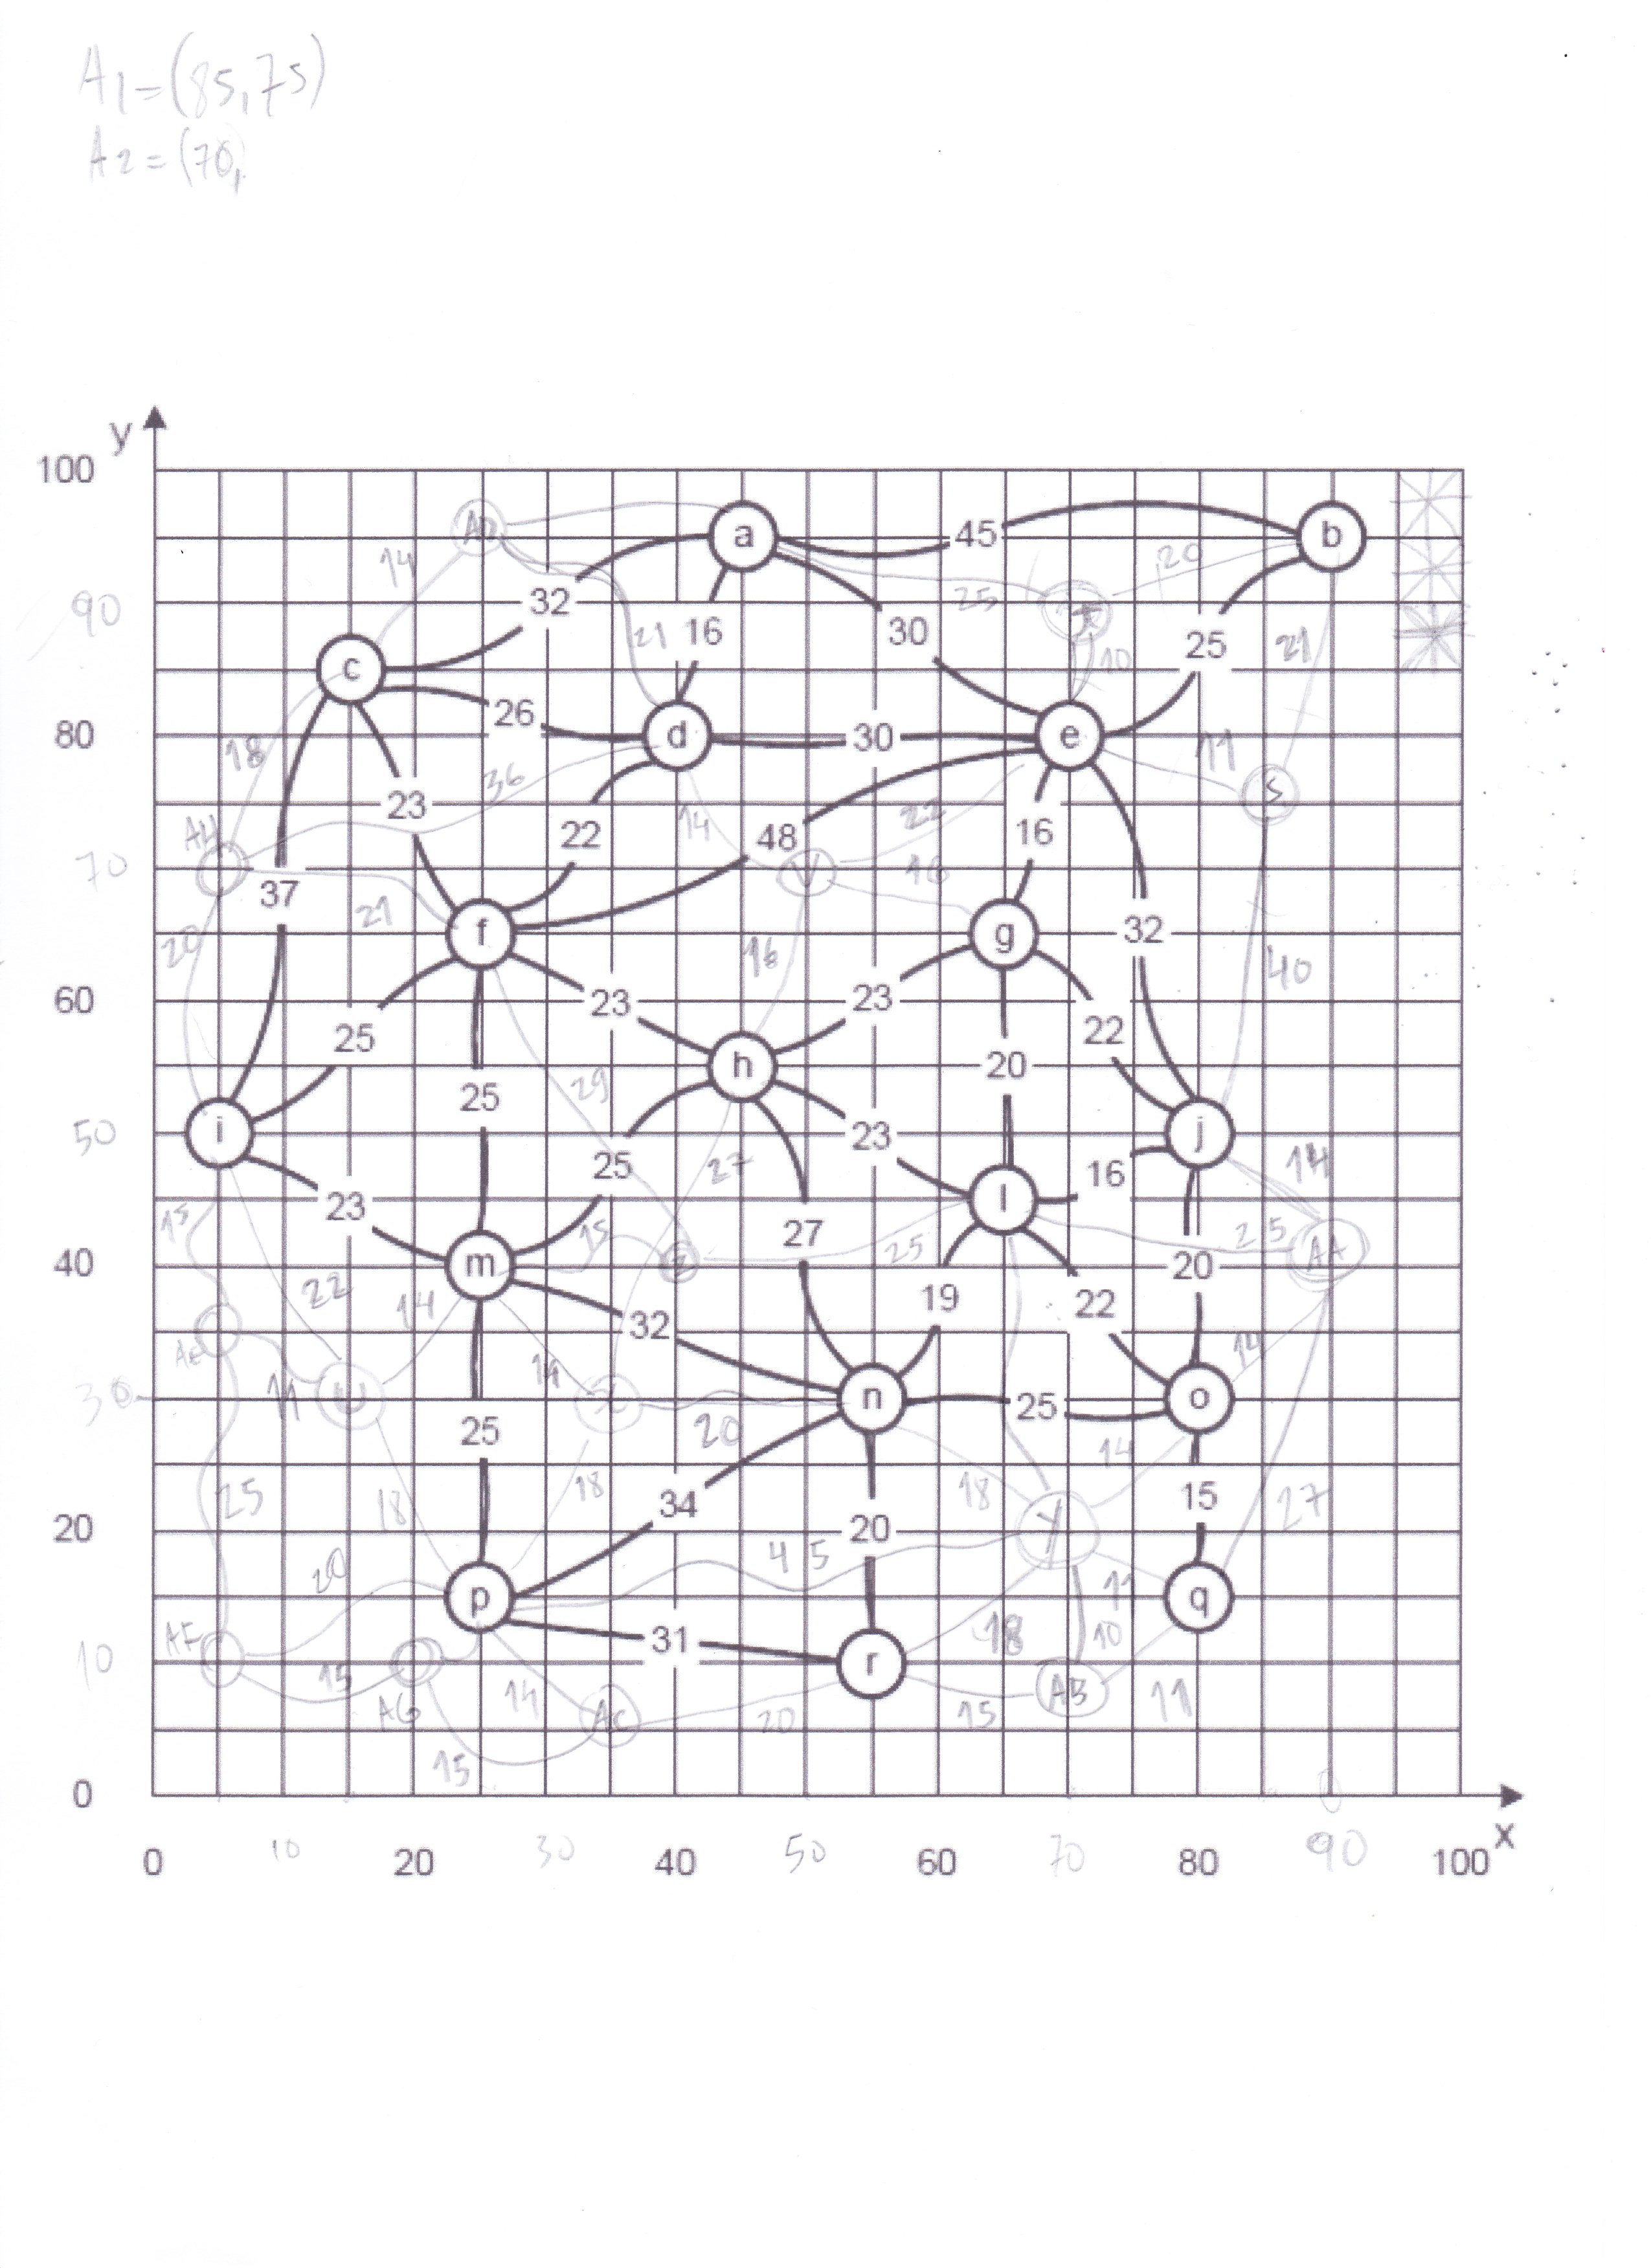 A1=(85,75)
A2=(70,
y
100
AD a 45 b
14 25 20
90 32 21 16 30 25 21
10
c
26
80 d 30 e 11
18 36 S
23 22 14 48 22 16
AH
70 37 V 16
21 f g 32
20 16 40
60 23 23
25 22
h 20
25 29
50 i 23 j
25 27 16 14
15 23 l
15 27 25 25
40 m Z 20 AA
22 14 19 22
32
AE 14
11 14
30 W X n 25 o
25 20
14
25 18 18 34 18 15 27
20 20 Y
20 45
p 11 q
AF 31 18 10
10 r
15 14 AB
AG AC 20 15 11
15
0
x
0 10 20 30 40 50 60 70 80 90 100